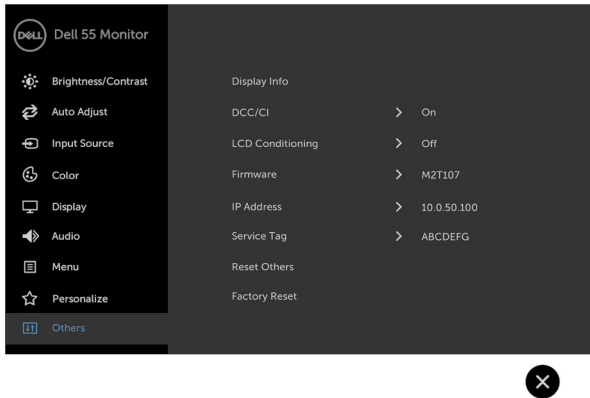 DELL Dell 55 Monitor
Brightness/Contrast Display Info
Auto Adjust DCC/CI On
Input Source LCD Conditioning Off
Color Firmware M2T107
Display IP Address 10.0.50.100
Audio Service Tag ABCDEFG
Menu Reset Others
Personalize Factory Reset
Others